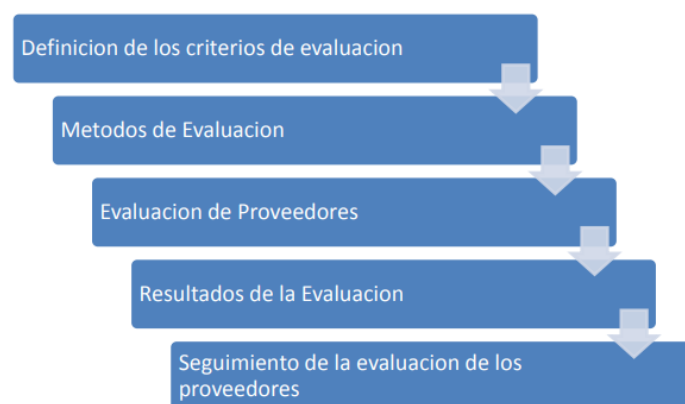 Definicion de los criterios de evaluacion
Metodos de Evaluacion
Evaluacion de Proveedores
Resultados de la Evaluacion
Seguimiento de la evaluacion de los
proveedores